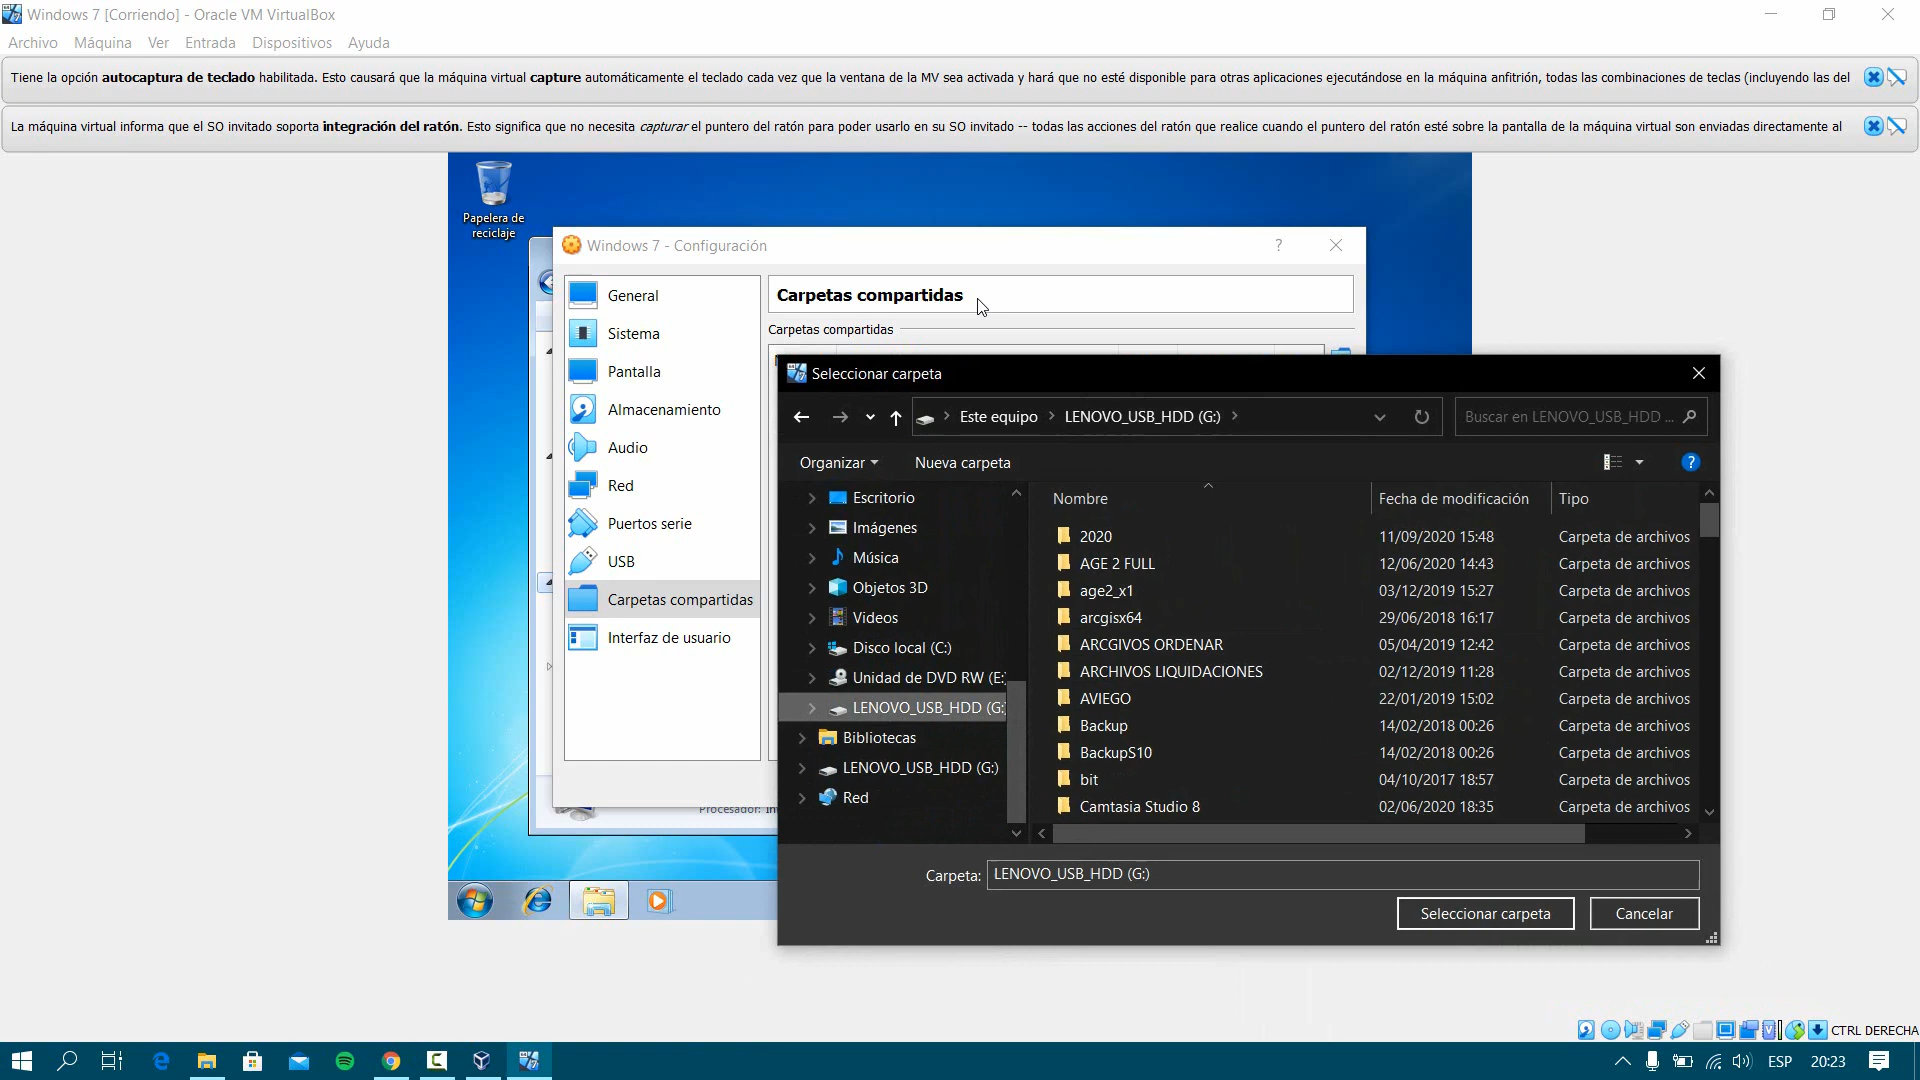 Windows 7 [Corriendo] - Oracle VM VirtualBox
Archivo Máquina Ver Entrada Dispositivos Ayuda
Tiene la opción autocaptura de teclado habilitada. Esto causará que la máquina virtual capture automáticamente el teclado cada vez que la ventana de la MV sea activada y hará que no esté disponible para otras aplicaciones ejecutándose en la máquina anfitrión, todas las combinaciones de teclas (incluyendo las del
La máquina virtual informa que el SO invitado soporta integración del ratón. Esto significa que no necesita capturar el puntero del ratón para poder usarlo en su SO invitado -- todas las acciones del ratón que realice cuando el puntero del ratón esté sobre la pantalla de la máquina virtual son enviadas directamente al
Papelera de
reciclaje
Windows 7 - Configuración
?
General
Sistema
Pantalla
Almacenamiento
Audio
Red
Puertos serie
USB
Carpetas compartidas
Interfaz de usuario
Carpetas compartidas
Carpetas compartidas
Procesador: In
Seleccionar carpeta
Este equipo LENOVO_USB_HDD (G:)
Buscar en LENOVO_USB_HDD ...
Organizar Nueva carpeta
?
Escritorio
Imágenes
Música
Objetos 3D
Videos
Disco local (C:)
Unidad de DVD RW (E:
LENOVO_USB_HDD (G:
Bibliotecas
LENOVO_USB_HDD (G:)
Red
Nombre Fecha de modificación Tipo
2020 11/09/2020 15:48 Carpeta de archivos
AGE 2 FULL 12/06/2020 14:43 Carpeta de archivos
age2_x1 03/12/2019 15:27 Carpeta de archivos
arcgisx64 29/06/2018 16:17 Carpeta de archivos
ARCGIVOS ORDENAR 05/04/2019 12:42 Carpeta de archivos
ARCHIVOS LIQUIDACIONES 02/12/2019 11:28 Carpeta de archivos
AVIEGO 22/01/2019 15:02 Carpeta de archivos
Backup 14/02/2018 00:26 Carpeta de archivos
BackupS10 14/02/2018 00:26 Carpeta de archivos
bit 04/10/2017 18:57 Carpeta de archivos
Camtasia Studio 8 02/06/2020 18:35 Carpeta de archivos
Carpeta: LENOVO_USB_HDD (G:)
Seleccionar carpeta Cancelar
CTRL DERECHA
ESP 20:23